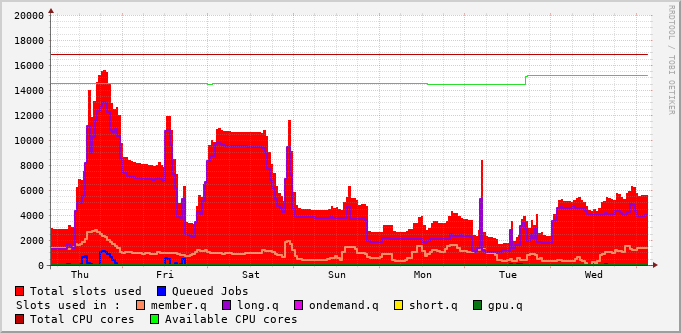 20000
18000
16000
14000
12000
10000
8000
6000
4000
2000
0
Thu Fri Sat Sun Mon Tue Wed
RRDTOOL / TOBI OETIKER
Total slots used Queued Jobs
Slots used in : member.q long.q ondemand.q short.q gpu.q
Total CPU cores Available CPU cores